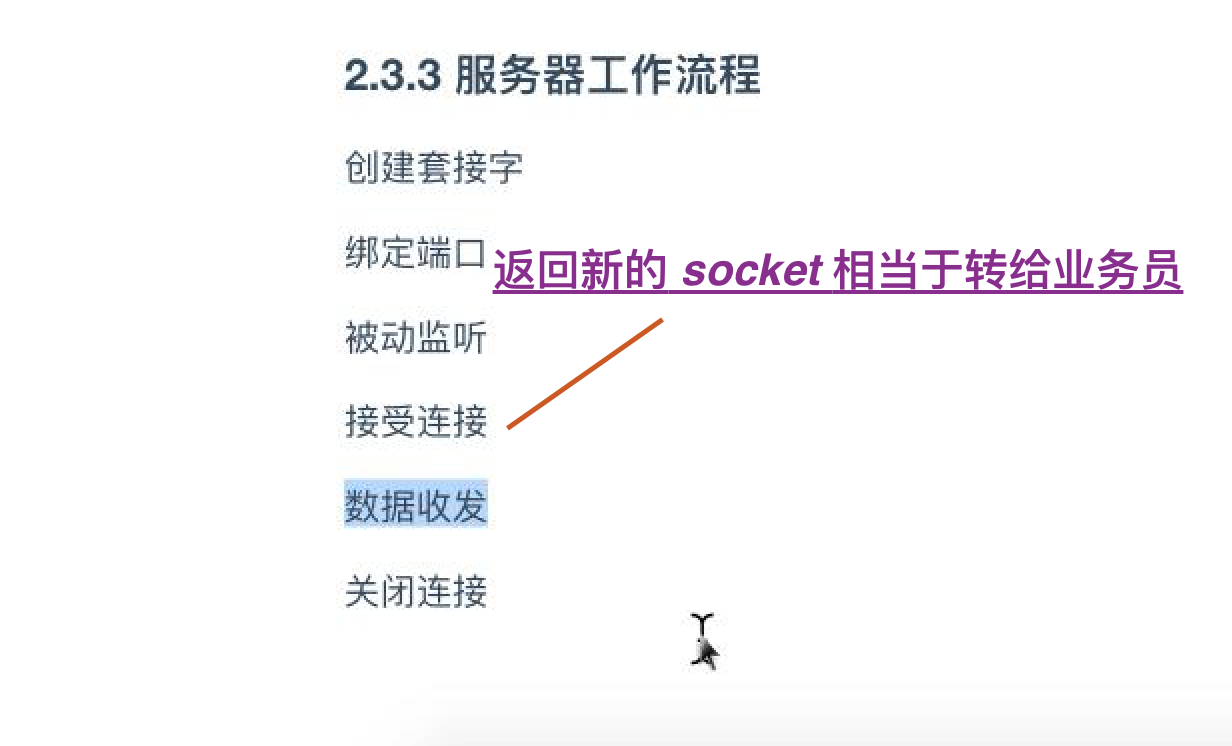 2.3.3 服务器工作流程
创建套接字
绑定端口
返回新的 socket 相当于转给业务员
被动监听
接受连接
数据收发
关闭连接